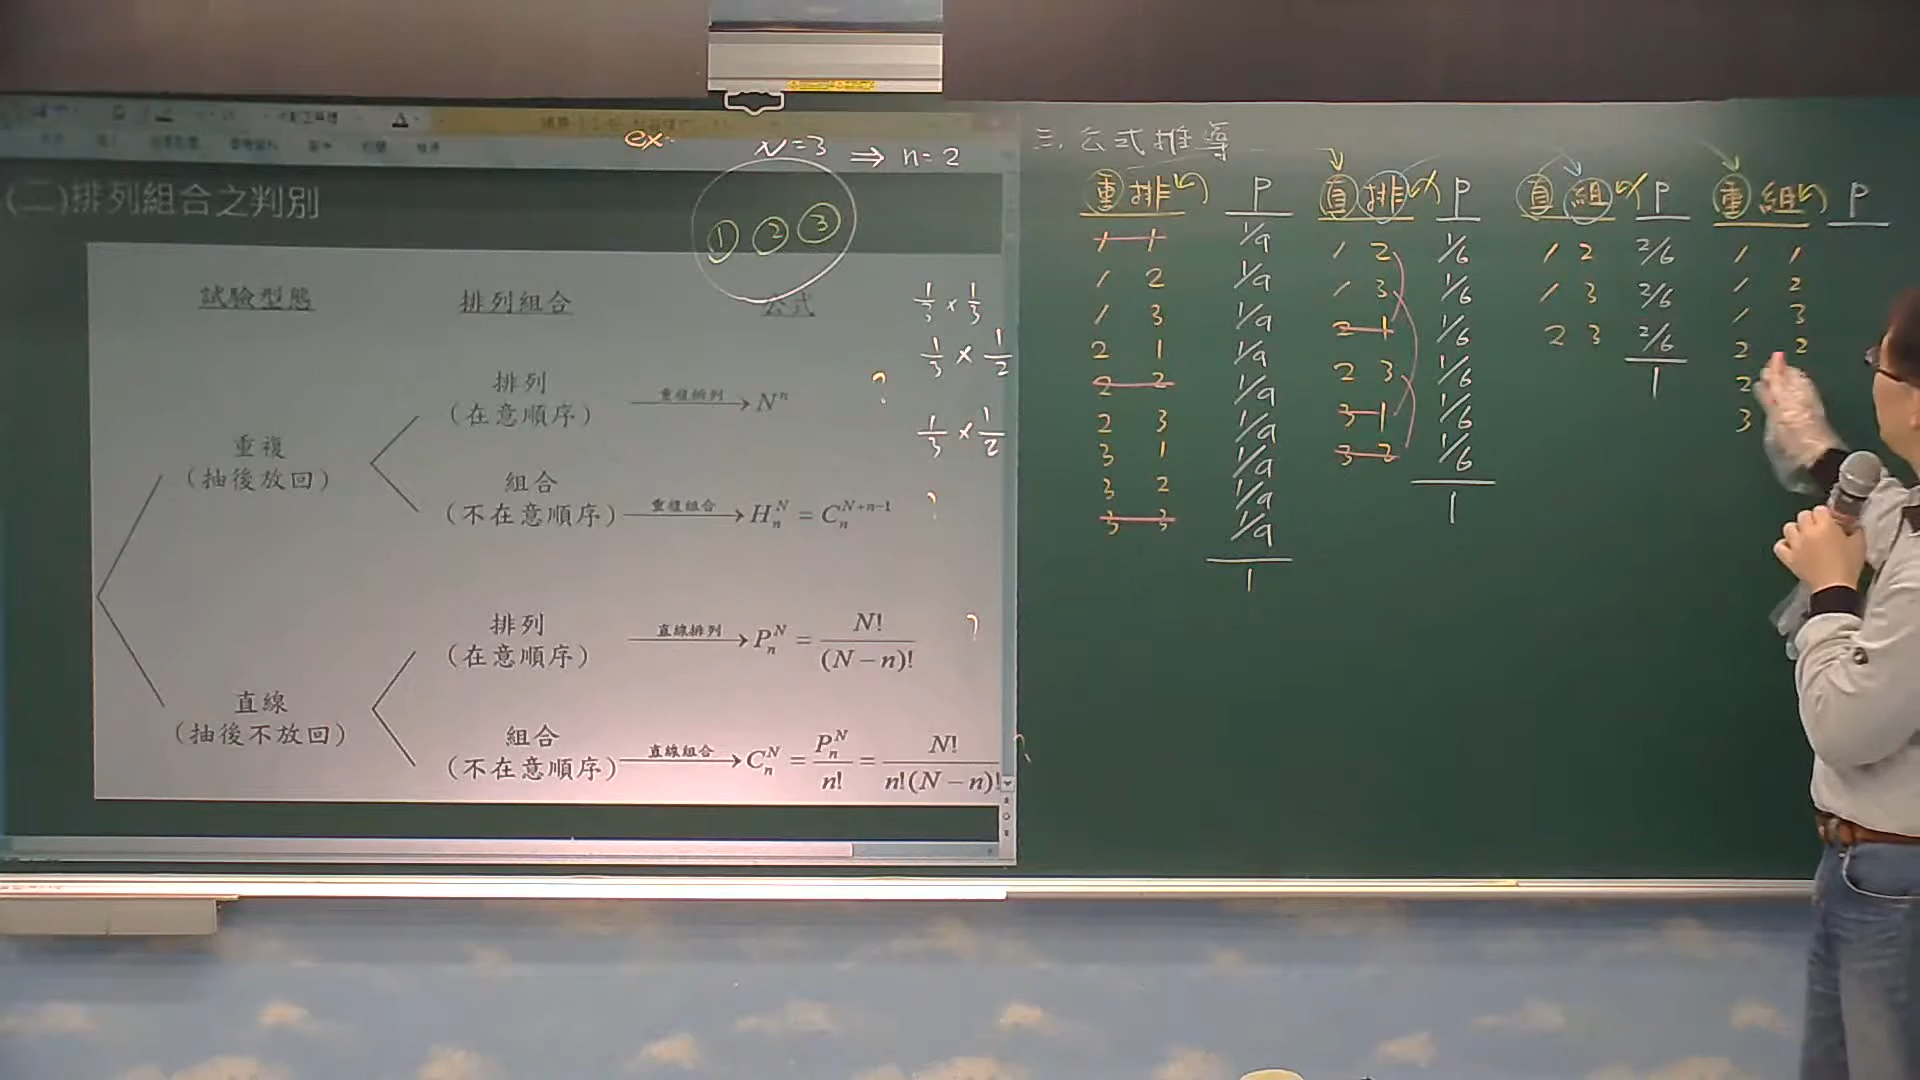 ex:
N=3 ⇒ n=2
(二)排列組合之判別
① ② ③
試驗型態 排列組合 公式
1/3 × 1/3
1/3 × 1/2
1/3 × 1/2
重複
(抽後放回)
排列
(在意順序)
重複排列
N^n ?
組合
(不在意順序)
重複組合
H_n^N = C_n^{N+n-1} ?
直線
(抽後不放回)
排列
(在意順序)
直線排列
P_n^N = N!/(N-n)! ?
組合
(不在意順序)
直線組合
C_n^N = P_n^N/n! = N!/n!(N-n)! ?
三.公式推導
重排 P
1 1 1/9
1 2 1/9
1 3 1/9
2 1 1/9
2 2 1/9
2 3 1/9
3 1 1/9
3 2 1/9
3 3 1/9
1
直排 P
1 2 1/6
1 3 1/6
2 1 1/6
2 3 1/6
3 1 1/6
3 2 1/6
1
直組 P
1 2 2/6
1 3 2/6
2 3 2/6
1
重組 P
1 1
1 2
1 3
2 2
2
3